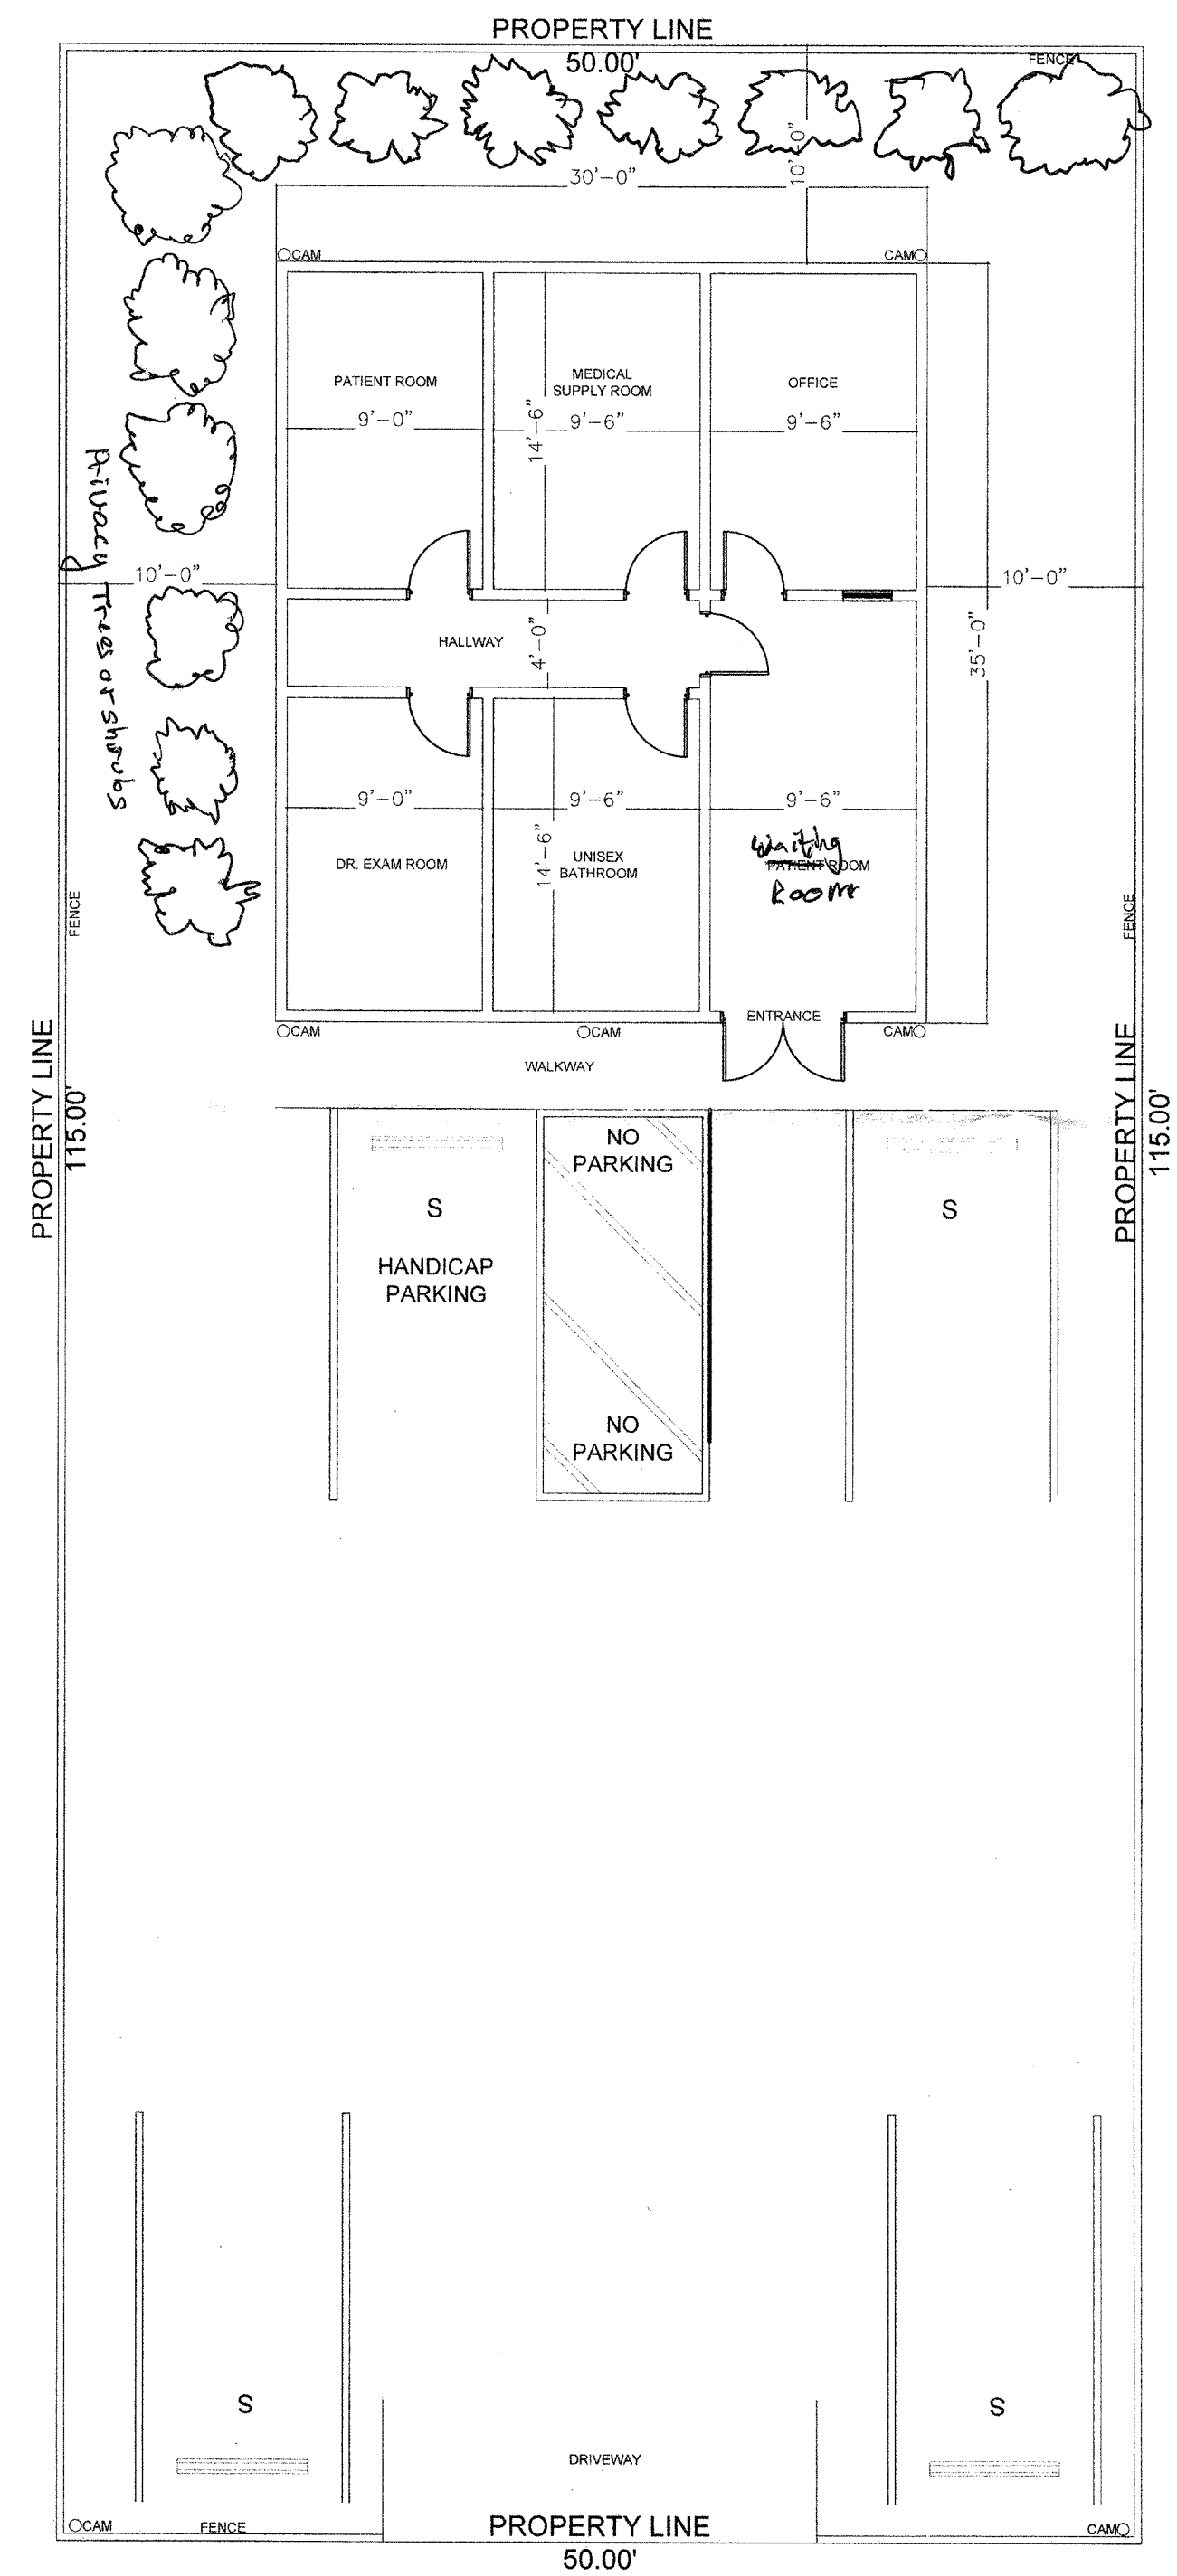 PROPERTY LINE
50.00'
FENCE
10'-0"
30'-0"
CAM
CAM
PATIENT ROOM
9'-0"
MEDICAL
SUPPLY ROOM
14'-6"
9'-6"
OFFICE
9'-6"
Privacy Trees or shrubs
10'-0"
10'-0"
HALLWAY
4'-0"
35'-0"
9'-0"
DR. EXAM ROOM
9'-6"
14'-6"
UNISEX
BATHROOM
9'-6"
Waiting
PATIENT ROOM
Room
FENCE
FENCE
ENTRANCE
CAM
CAM
CAM
WALKWAY
PROPERTY LINE
115.00'
PROPERTY LINE
115.00'
NO
PARKING
S
HANDICAP
PARKING
S
NO
PARKING
S
S
DRIVEWAY
CAM
FENCE
PROPERTY LINE
CAM
50.00'